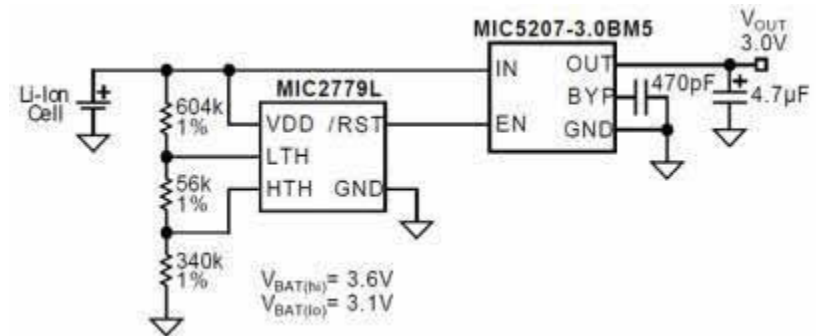 MIC5207-3.0BM5
VOUT
3.0V
IN
OUT
470pF
4.7µF
BYP
EN
GND
MIC2779L
Li-Ion
Cell
604k
1%
VDD
/RST
LTH
56k
1%
HTH
GND
340k
1%
VBAT(hi)= 3.6V
VBAT(lo)= 3.1V